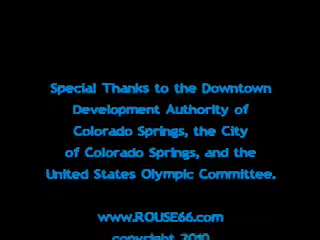 Special Thanks to the Downtown
Development Authority of
Colorado Springs, the City
of Colorado Springs, and the
United States Olympic Committee.
www.ROUSE66.com
copyright 2010